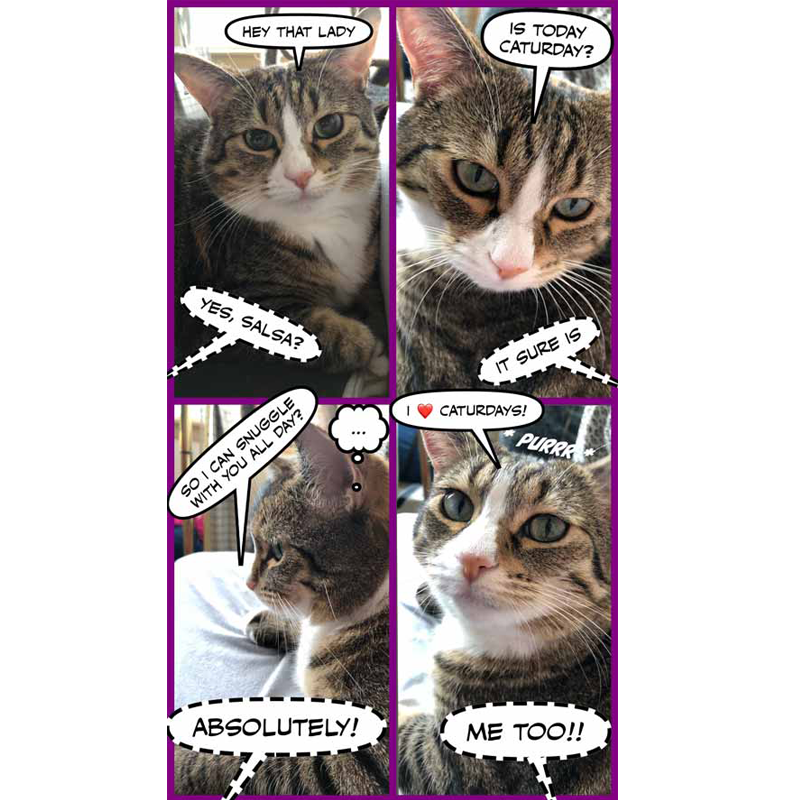 HEY THAT LADY
YES, SALSA?
IS TODAY
CATURDAY?
IT SURE IS
SO I CAN SNUGGLE
WITH YOU ALL DAY?
...
ABSOLUTELY!
I ❤️ CATURDAYS!
* PURRR *
ME TOO!!